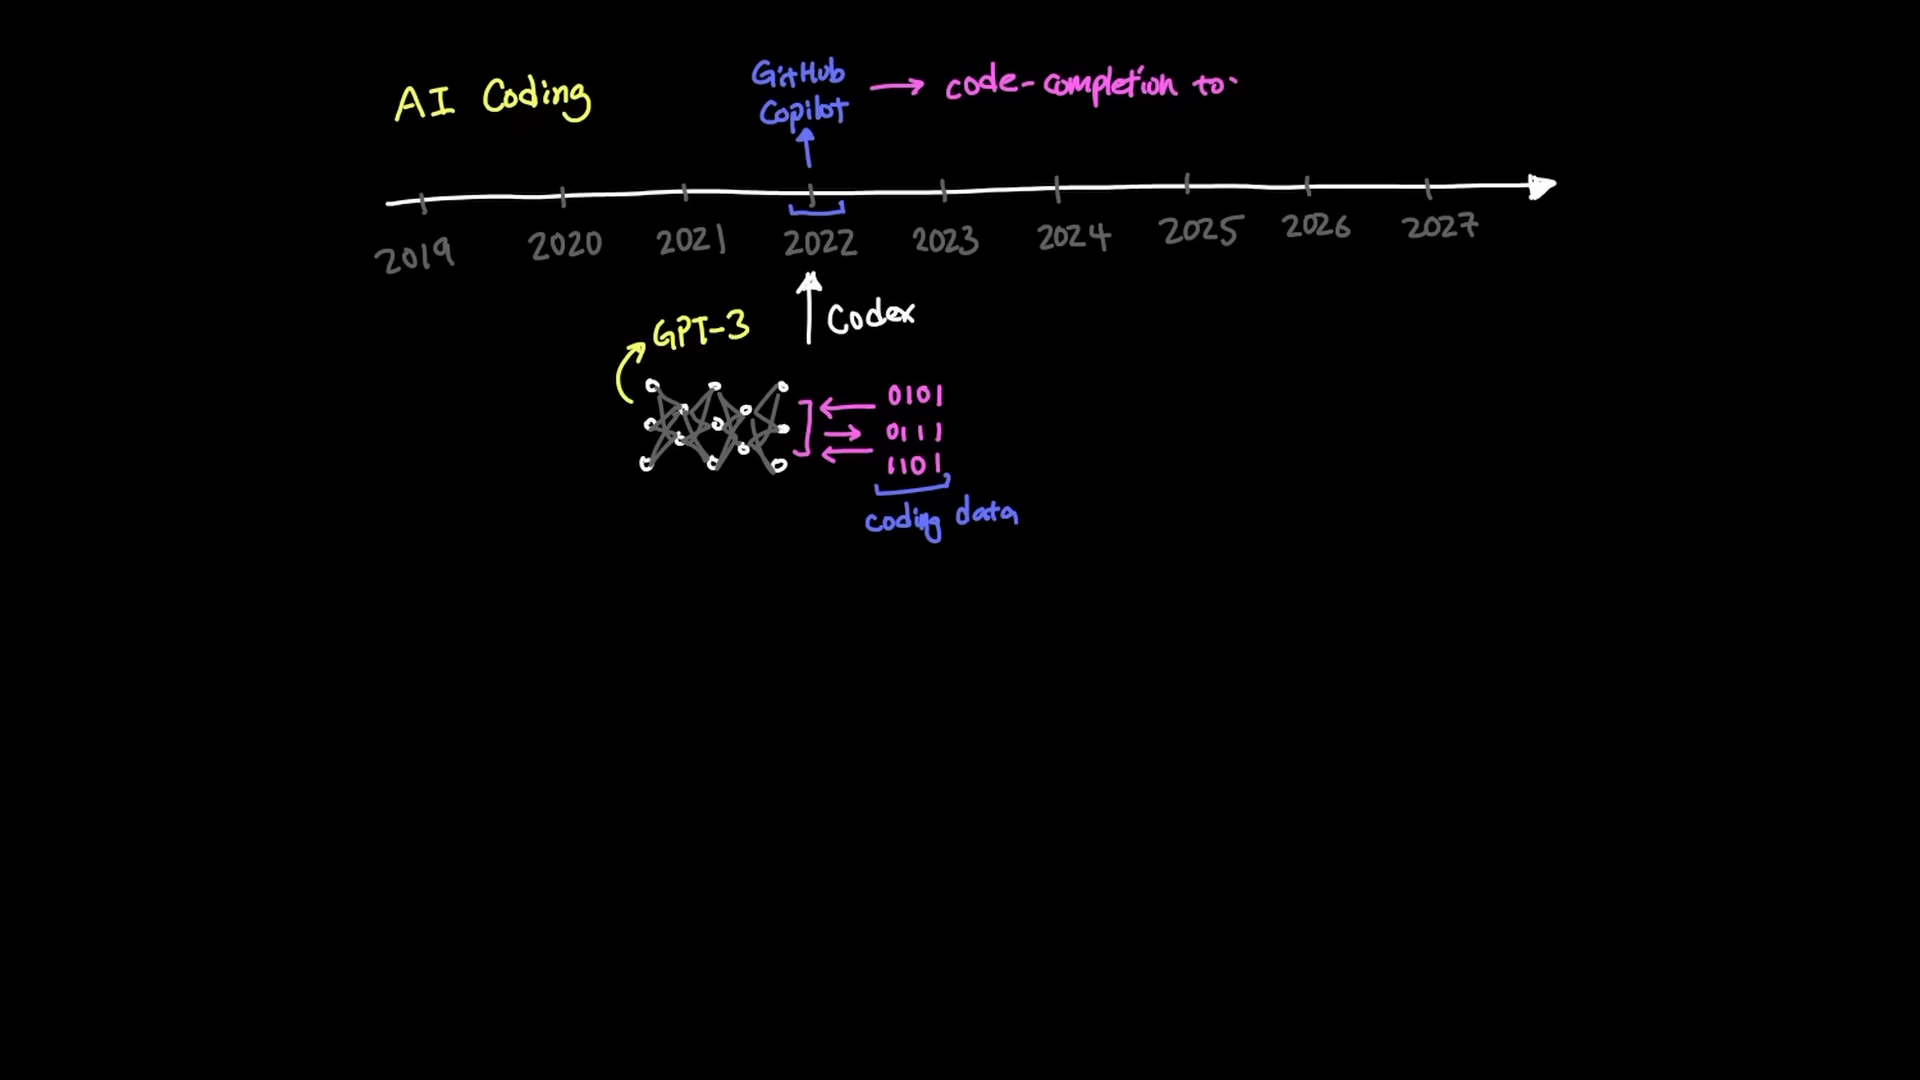 AI Coding
GitHub
Copilot
code-completion to
2019 2020 2021 2022 2023 2024 2025 2026 2027
Codex
GPT-3
0101
0111
1101
coding data